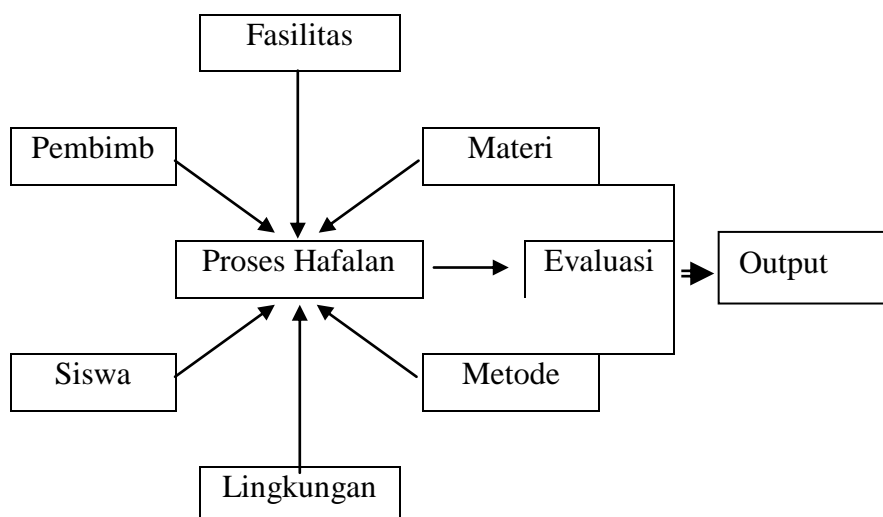 Fasilitas
Pembimb
Materi
Proses Hafalan
Evaluasi
Output
Siswa
Metode
Lingkungan